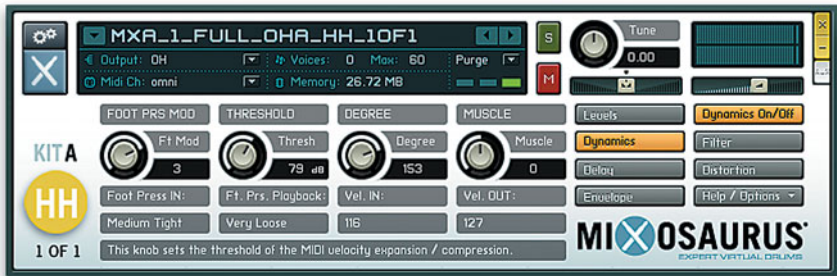 MXA_1_FULL_OHA_HH_1OF1
S
Tune
Output: OH
Voices: 0 Max: 60
Purge
0.00
Midi Ch: omni
Memory: 26.72 MB
M
FOOT PRS MOD
THRESHOLD
DEGREE
MUSCLE
Levels
Dynamics On/Off
Ft Mod
Thresh
Degree
Muscle
Dynamics
Filter
KIT A
3
79 dB
153
0
Delay
Distortion
HH
Foot Press IN:
Ft. Prs. Playback:
Vel. IN:
Vel. OUT:
Envelope
Help / Options
Medium Tight
Very Loose
116
127
1 OF 1
This knob sets the threshold of the MIDI velocity expansion / compression.
MIXOSAURUS
EXPERT VIRTUAL DRUMS